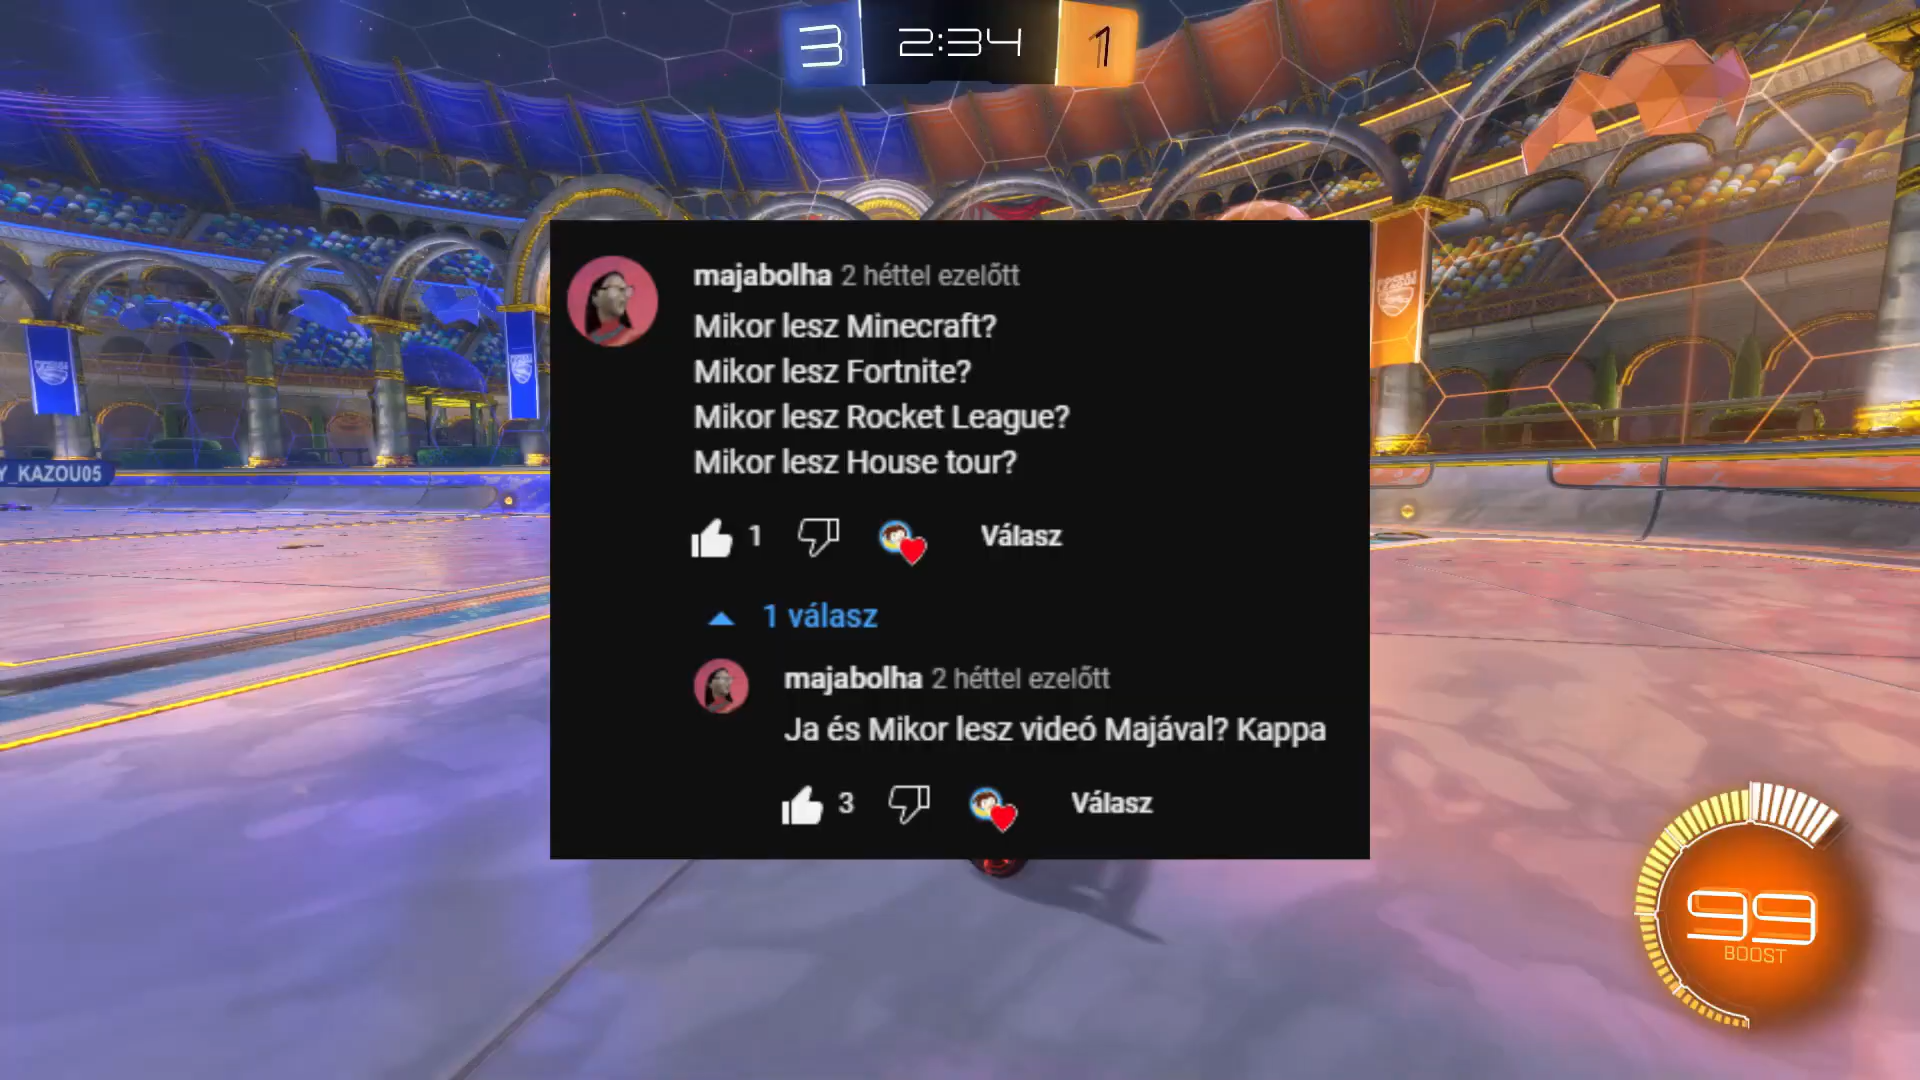 3 2:34 1
majabolha 2 héttel ezelőtt
Mikor lesz Minecraft?
Mikor lesz Fortnite?
Mikor lesz Rocket League?
Mikor lesz House tour?
Y_KAZOU05
1 Válasz
1 válasz
majabolha 2 héttel ezelőtt
Ja és Mikor lesz videó Majával? Kappa
3 Válasz
99
BOOST